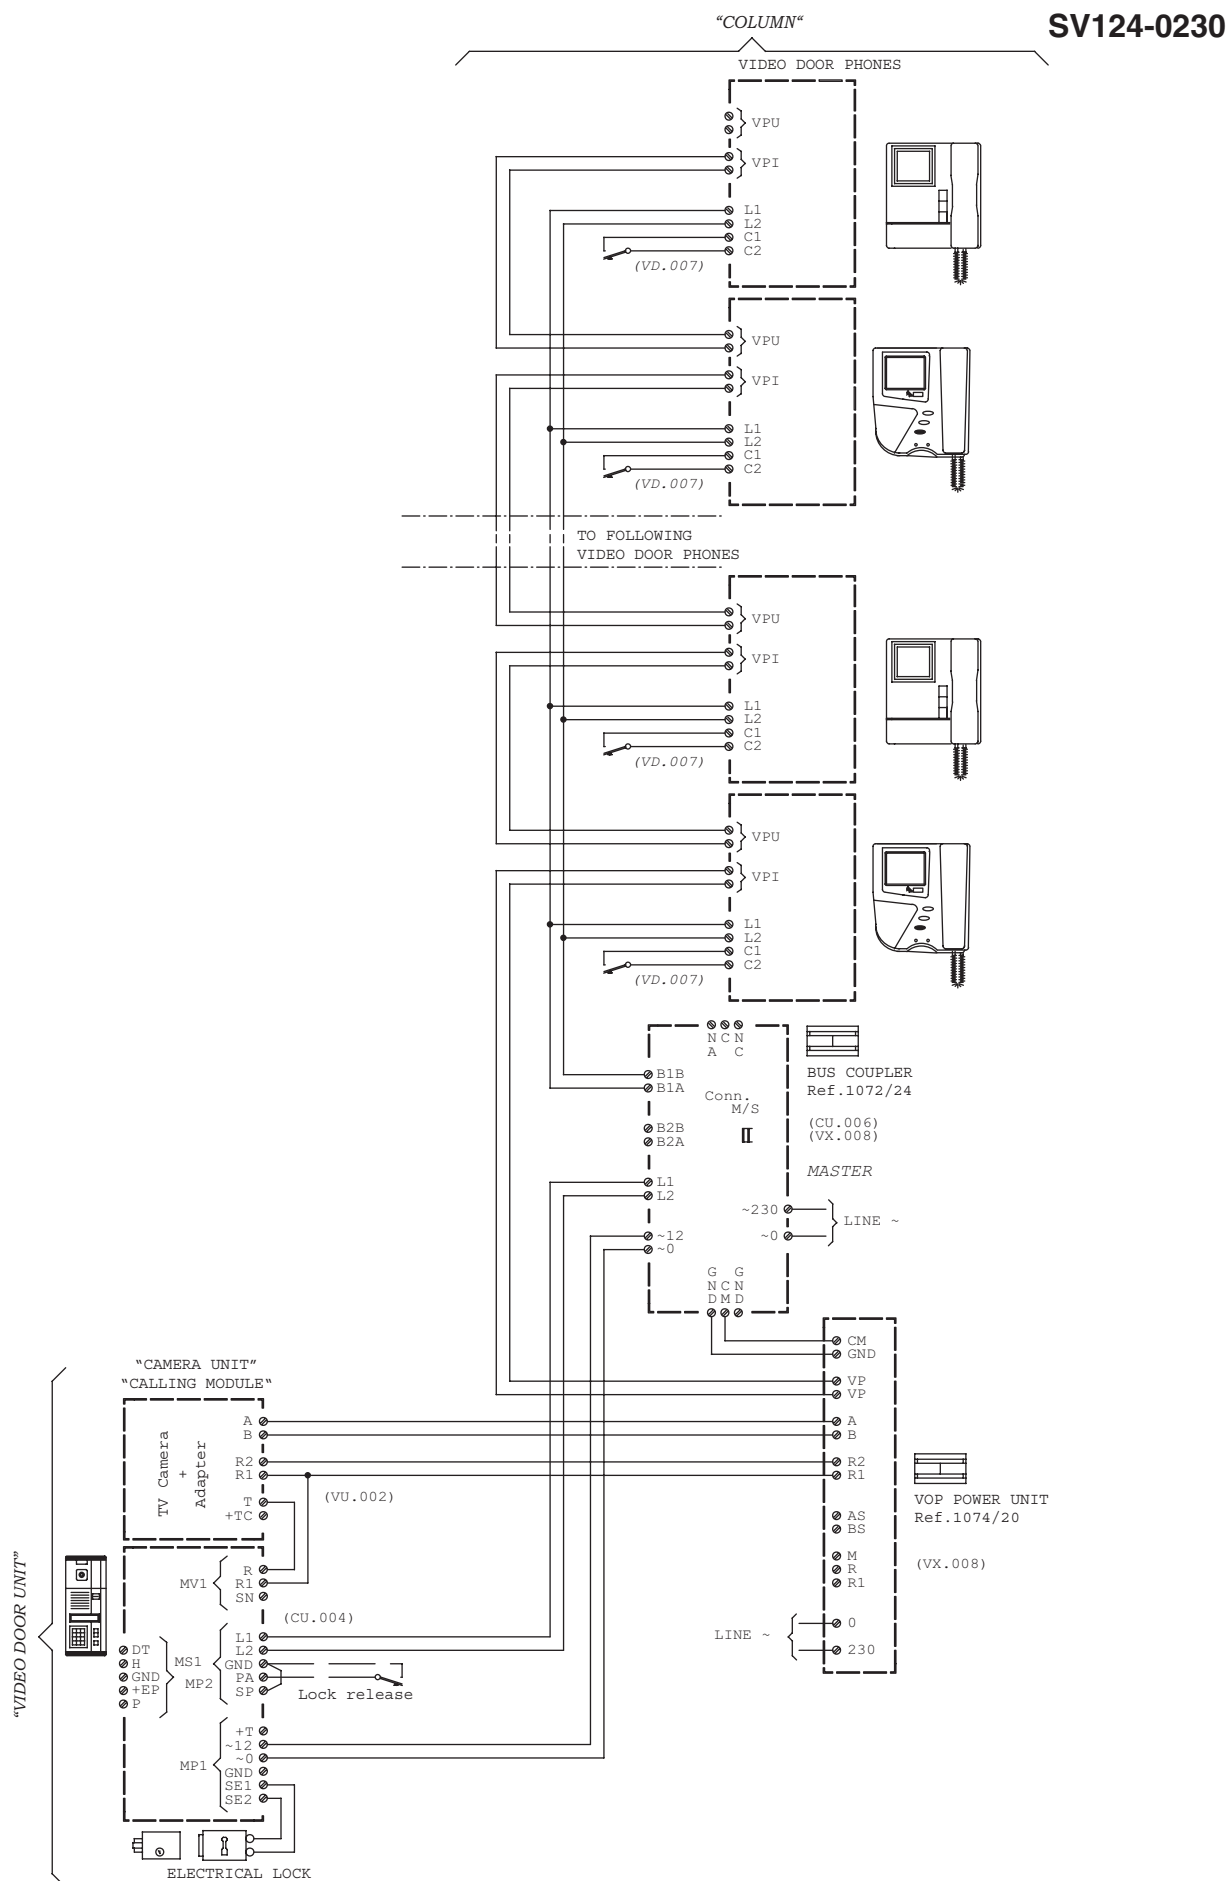 SV124-0230
“COLUMN“
VIDEO DOOR PHONES
VPU
VPI
L1
L2
C1
C2
(VD.007)
VPU
VPI
L1
L2
C1
C2
(VD.007)
TO FOLLOWING
VIDEO DOOR PHONES
VPU
VPI
L1
L2
C1
C2
(VD.007)
VPU
VPI
L1
L2
C1
C2
(VD.007)
NA C NC
B1B
B1A
Conn.
M/S
B2B
B2A
L1
L2
~12
~0
~230
~0
LINE ~
GND CM GND
BUS COUPLER
Ref.1072/24
(CU.006)
(VX.008)
MASTER
CM
GND
VP
VP
A
B
R2
R1
AS
BS
M
R
R1
0
230
LINE ~
VOP POWER UNIT
Ref.1074/20
(VX.008)
“VIDEO DOOR UNIT”
“CAMERA UNIT”
“CALLING MODULE“
TV Camera
+
Adapter
A
B
R2
R1
T
+TC
(VU.002)
MV1
R
R1
SN
(CU.004)
DT
H
GND
+EP
P
MS1
MP2
L1
L2
GND
PA
SP
Lock release
MP1
+T
~12
~0
GND
SE1
SE2
ELECTRICAL LOCK